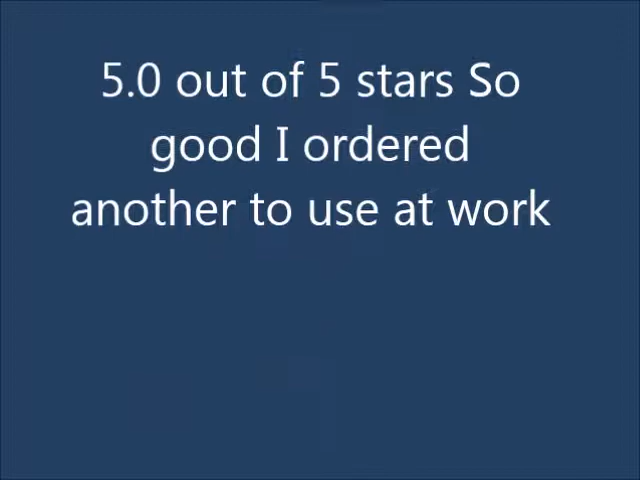 5.0 out of 5 stars So
good I ordered
another to use at work